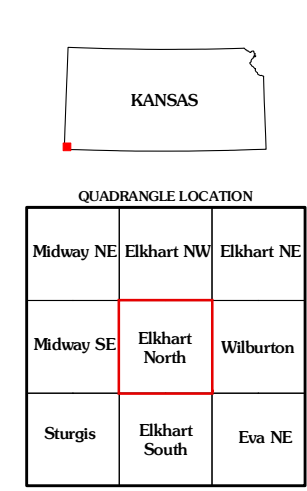 KANSAS
QUADRANGLE LOCATION
Midway NE Elkhart NW Elkhart NE
Midway SE Elkhart North Wilburton
Sturgis Elkhart South Eva NE